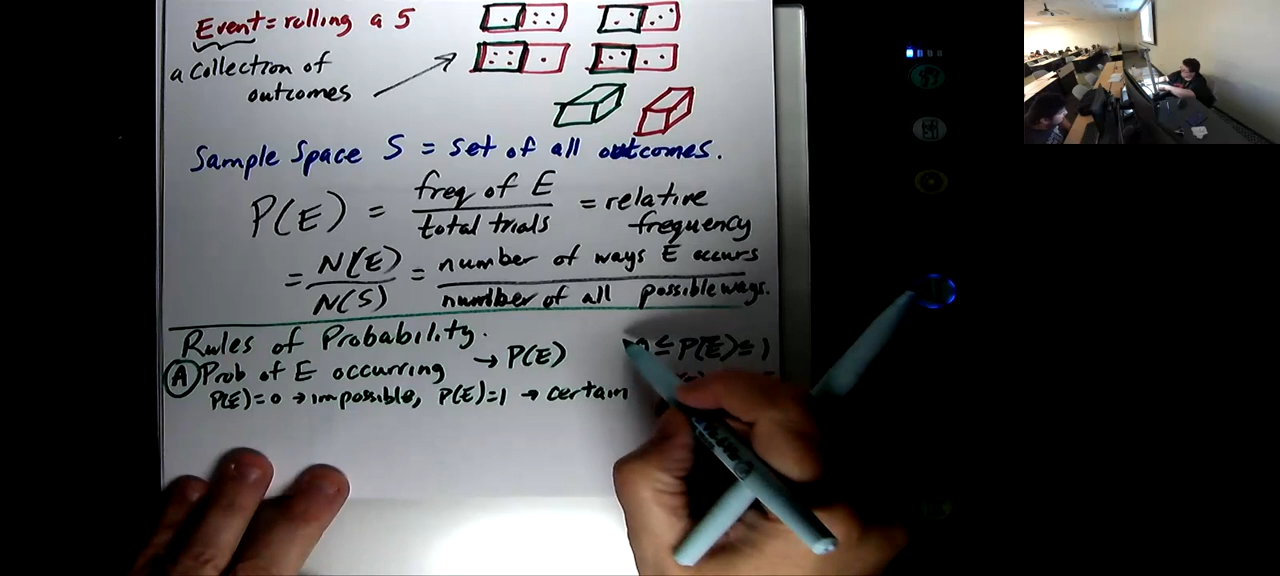 Event = rolling a 5
a collection of
outcomes
Sample Space S = set of all outcomes.
P(E) = freq of E / total trials = relative frequency
= N(E) / N(S) = number of ways E occurs / number of all possible ways.
Rules of Probability.
(A) Prob of E occurring → P(E)
0 ≤ P(E) ≤ 1
P(E)=0 → impossible, P(E)=1 → certain